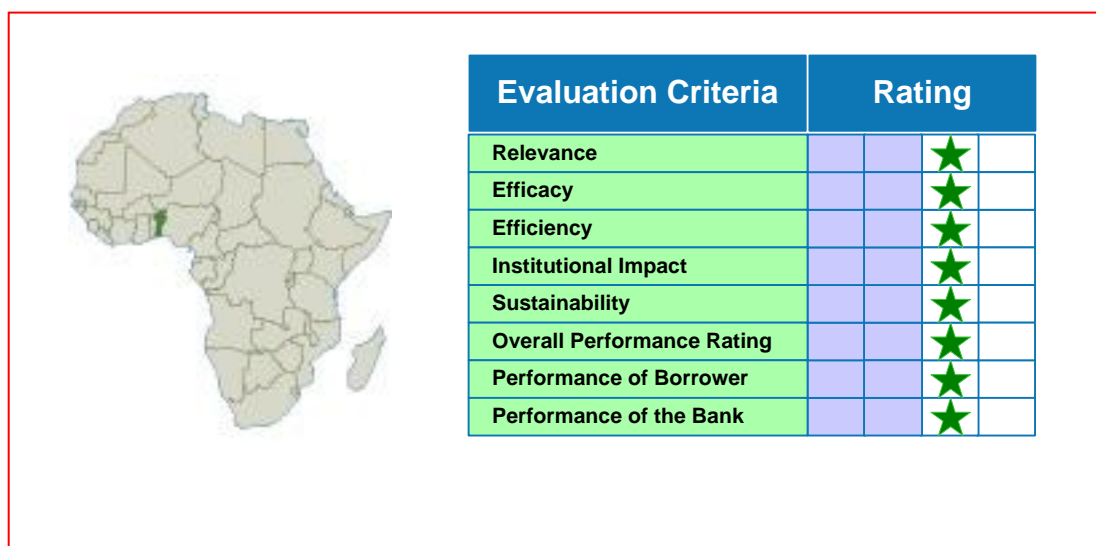 Evaluation Criteria Rating
Relevance
Efficacy
Efficiency
Institutional Impact
Sustainability
Overall Performance Rating
Performance of Borrower
Performance of the Bank